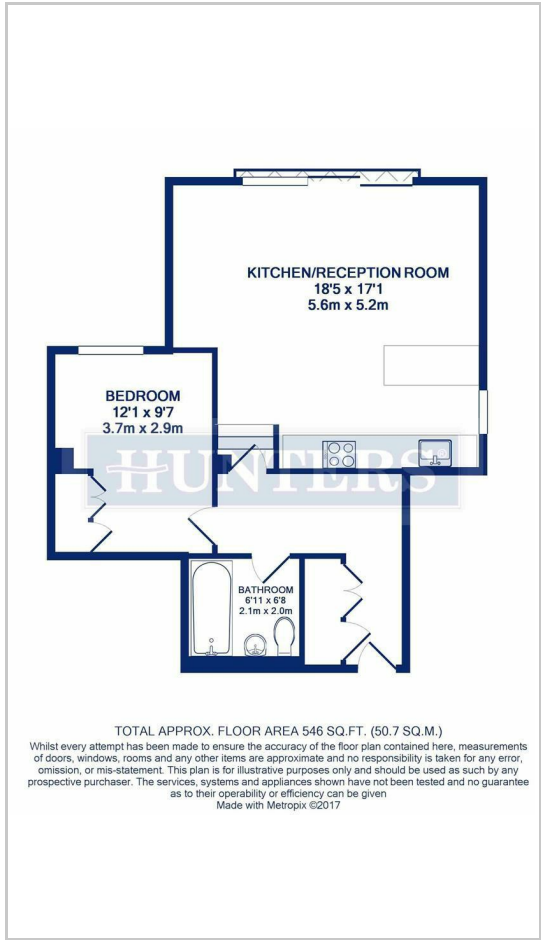 KITCHEN/RECEPTION ROOM
18'5 x 17'1
5.6m x 5.2m
BEDROOM
12'1 x 9'7
3.7m x 2.9m
HUNTERS
BATHROOM
6'11 x 6'8
2.1m x 2.0m
TOTAL APPROX. FLOOR AREA 546 SQ.FT. (50.7 SQ.M.)
Whilst every attempt has been made to ensure the accuracy of the floor plan contained here, measurements
of doors, windows, rooms and any other items are approximate and no responsibility is taken for any error,
omission, or mis-statement. This plan is for illustrative purposes only and should be used as such by any
prospective purchaser. The services, systems and appliances shown have not been tested and no guarantee
as to their operability or efficiency can be given
Made with Metropix ©2017